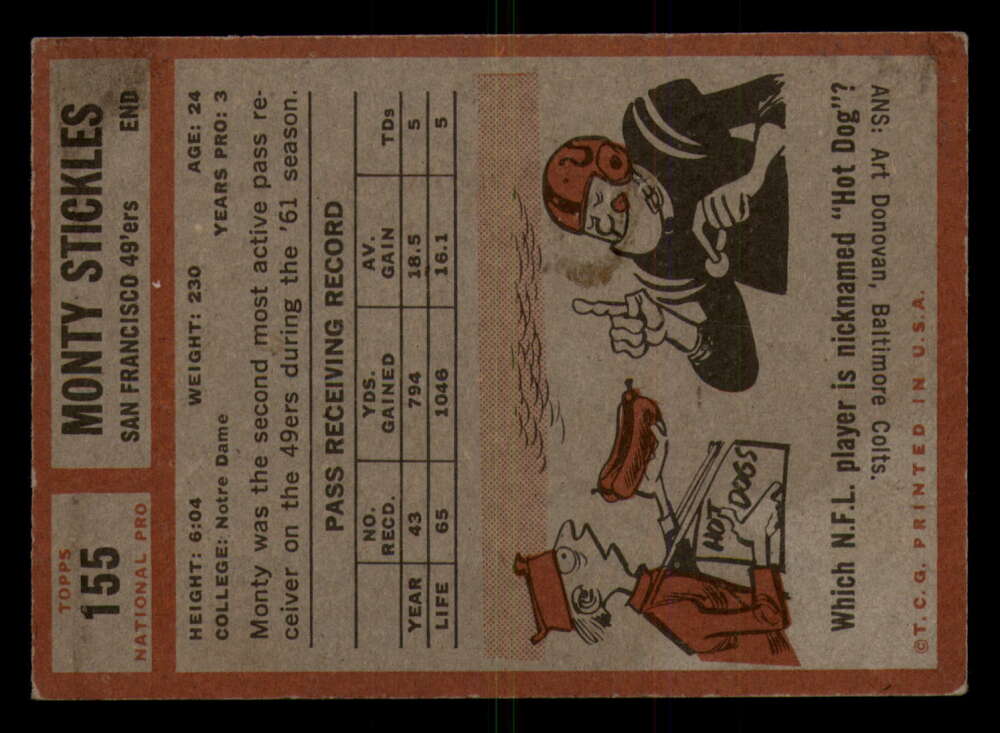 TOPPS
155
NATIONAL PRO
MONTY STICKLES
SAN FRANCISCO 49'ers END
HEIGHT: 6:04 WEIGHT: 230 AGE: 24
COLLEGE: Notre Dame YEARS PRO: 3
Monty was the second most active pass re-
ceiver on the 49ers during the '61 season.
PASS RECEIVING RECORD
NO. RECD. YDS. GAINED AV. GAIN TDs
YEAR 43 794 18.5 5
LIFE 65 1046 16.1 5
HOT DOGS
Which N.F.L. player is nicknamed "Hot Dog"?
ANS: Art Donovan, Baltimore Colts.
©T.C.G. PRINTED IN U.S.A.